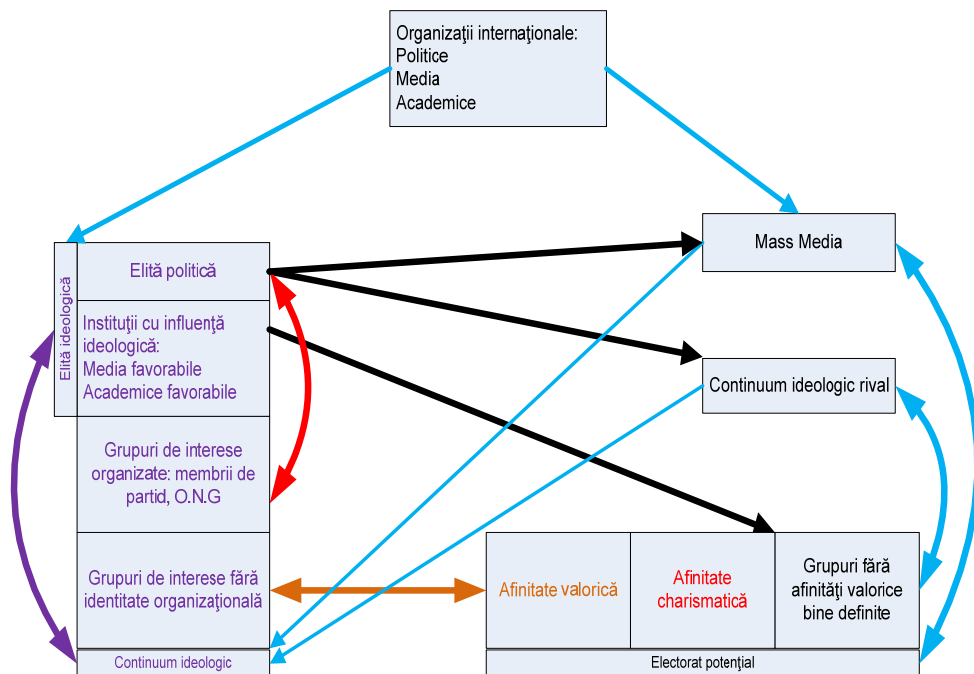 Organizaţii internaţionale:
Politice
Media
Academice
Mass Media
Elită ideologică
Elită politică
Instituţii cu influenţă
ideologică:
Media favorabile
Academice favorabile
Continuum ideologic rival
Grupuri de interese
organizate: membrii de
partid, O.N.G
Grupuri de interese fără
identitate organizaţională
Afinitate valorică
Afinitate
charismatică
Grupuri fără
afinităţi valorice
bine definite
Continuum ideologic
Electorat potenţial